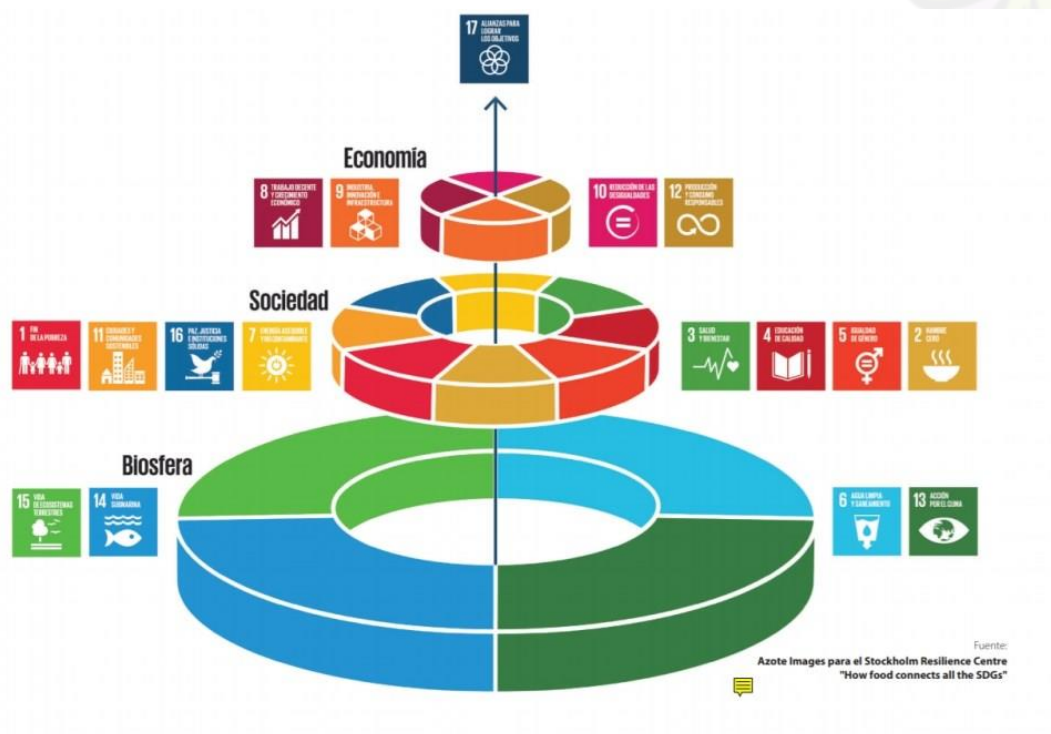 17 ALIANZAS PARA
LOGRAR
LOS OBJETIVOS
Economía
8 TRABAJO DECENTE
Y CRECIMIENTO
ECONÓMICO
9 INDUSTRIA,
INNOVACIÓN E
INFRAESTRUCTURA
10 REDUCCIÓN DE LAS
DESIGUALDADES
12 PRODUCCIÓN
Y CONSUMO
RESPONSABLES
Sociedad
1 FIN
DE LA POBREZA
11 CIUDADES Y
COMUNIDADES
SOSTENIBLES
16 PAZ, JUSTICIA
E INSTITUCIONES
SÓLIDAS
7 ENERGÍA ASEQUIBLE
Y NO CONTAMINANTE
3 SALUD
Y BIENESTAR
4 EDUCACIÓN
DE CALIDAD
5 IGUALDAD
DE GÉNERO
2 HAMBRE
CERO
Biosfera
15 VIDA
DE ECOSISTEMAS
TERRESTRES
14 VIDA
SUBMARINA
6 AGUA LIMPIA
Y SANEAMIENTO
13 ACCIÓN
POR EL CLIMA
Fuente:
Azote Images para el Stockholm Resilience Centre
"How food connects all the SDGs"